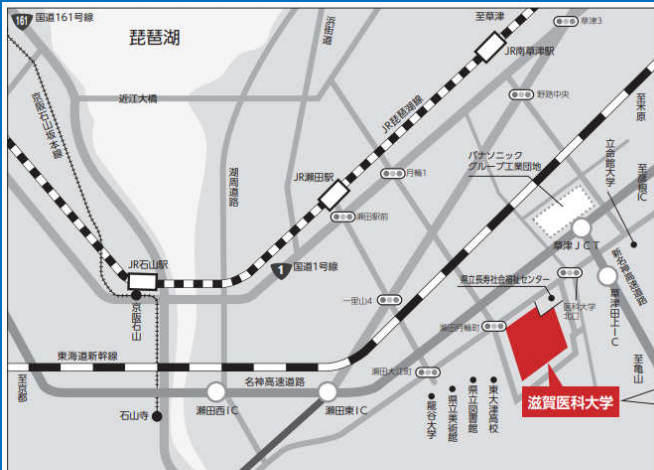 161
国道161号線
琵琶湖
浜街道
至草津
草津3
JR南草津駅
近江大橋
野路中央
至米原
京阪石山坂本線
JR琵琶湖線
湖周道路
パナソニック
グループ工業団地
立命館大学
至彦根IC
月輪1
JR瀬田駅
瀬田駅前
草津JCT
新名神高速道路
JR石山駅
1
国道1号線
県立長寿社会福祉センター
京阪石山
一里山4
医科大学
北口
草津田上IC
瀬田月輪町
東海道新幹線
至亀山
至京都
名神高速道路
瀬田大江町
瀬田西IC
瀬田東IC
石山寺
龍谷大学
県立美術館
県立図書館
東大津高校
滋賀医科大学